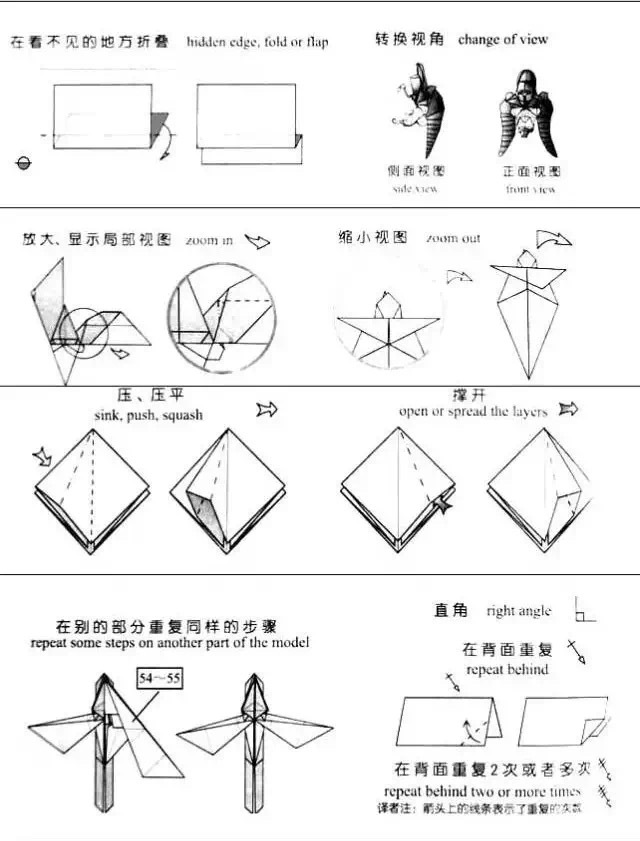 在看不见的地方折叠 hidden edge, fold or flap
转换视角 change of view
侧面视图
side view
正面视图
front view
放大、显示局部视图 zoom in
缩小视图 zoom out
压、压平
sink, push, squash
撑开
open or spread the layers
在别的部分重复同样的步骤
repeat some steps on another part of the model
54～55
直角 right angle
在背面重复
repeat behind
在背面重复2次或者多次
repeat behind two or more times
译者注：箭头上的线条表示了重复的次数